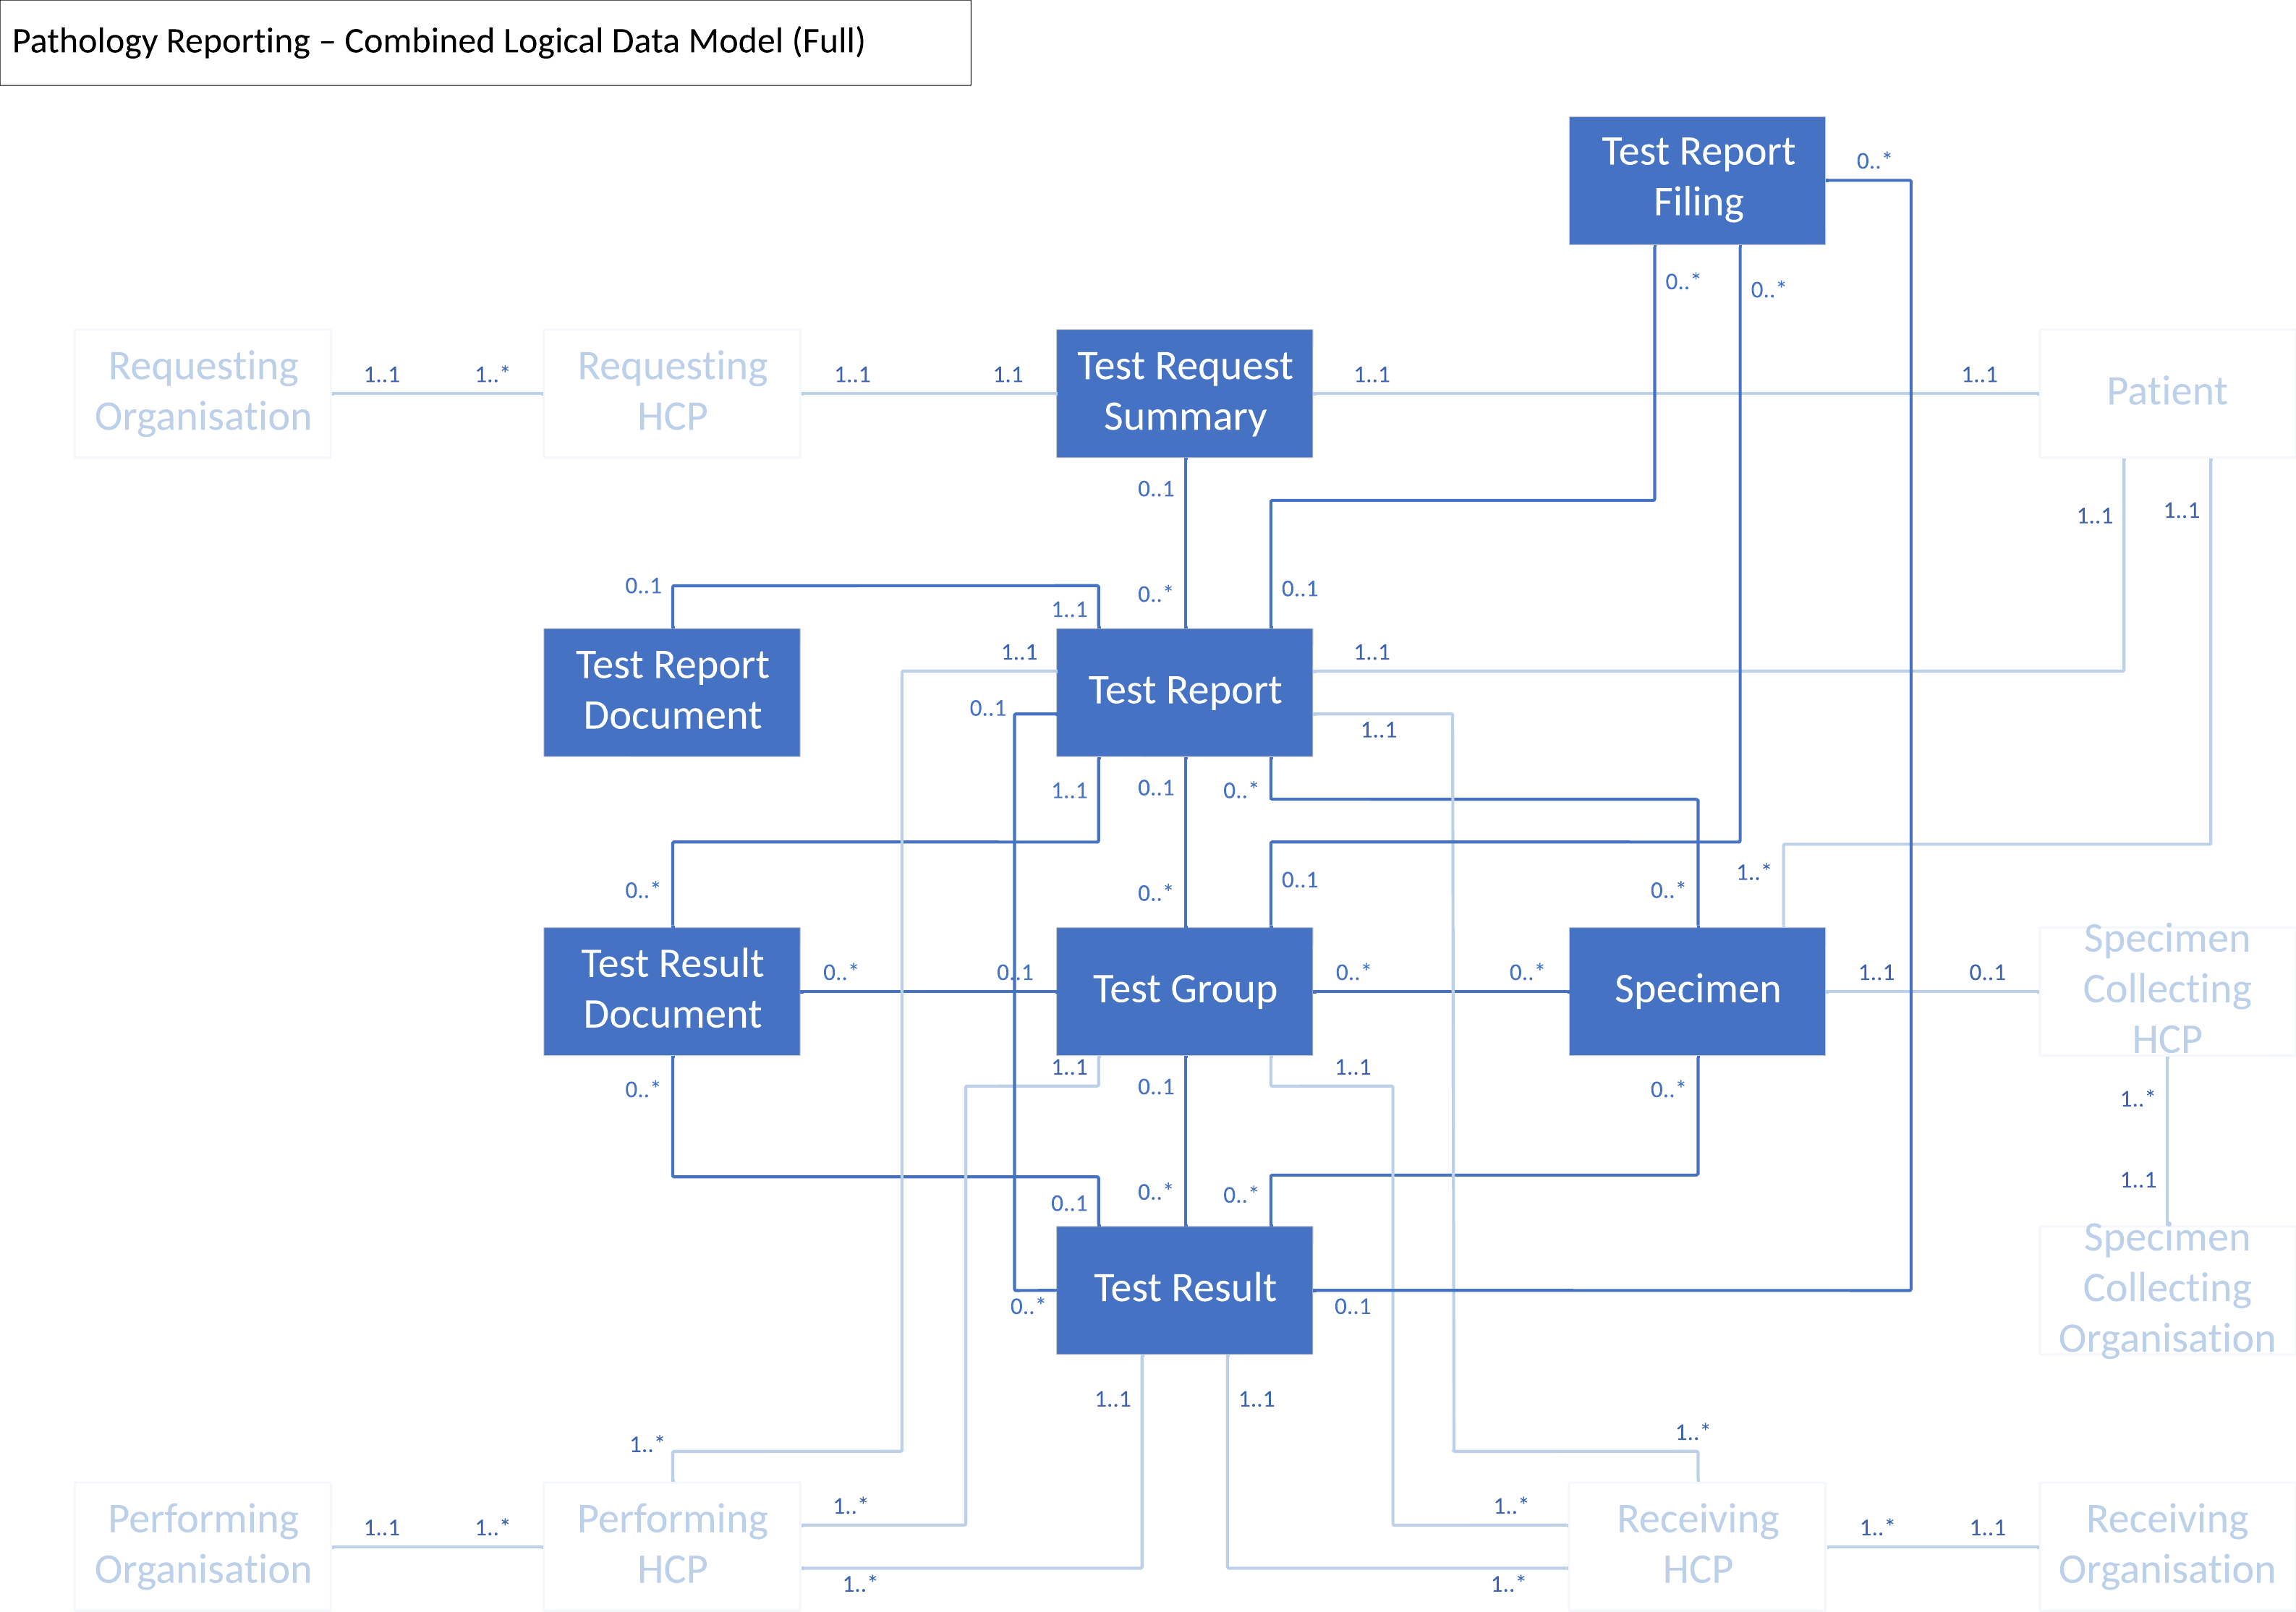 Pathology Reporting – Combined Logical Data Model (Full)
Test Report
Filing
0..*
0..*
0..*
Requesting
Organisation
1..1
1..*
Requesting
HCP
1..1
1..1
Test Request
Summary
1..1
1..1
Patient
0..1
1..1
1..1
0..1
0..*
0..1
1..1
Test Report
Document
1..1
0..1
Test Report
1..1
1..1
1..1
0..1
0..*
0..*
0..*
0..1
0..*
1..*
Test Result
Document
0..*
0..1
Test Group
0..*
0..*
Specimen
1..1
0..1
Specimen
Collecting
HCP
0..*
1..1
0..1
1..1
0..*
1..*
1..1
0..1
0..*
0..*
Test Result
0..*
0..1
Specimen
Collecting
Organisation
1..1
1..1
1..*
1..*
Performing
Organisation
1..1
1..*
Performing
HCP
1..*
1..*
1..*
1..*
Receiving
HCP
1..*
1..1
Receiving
Organisation